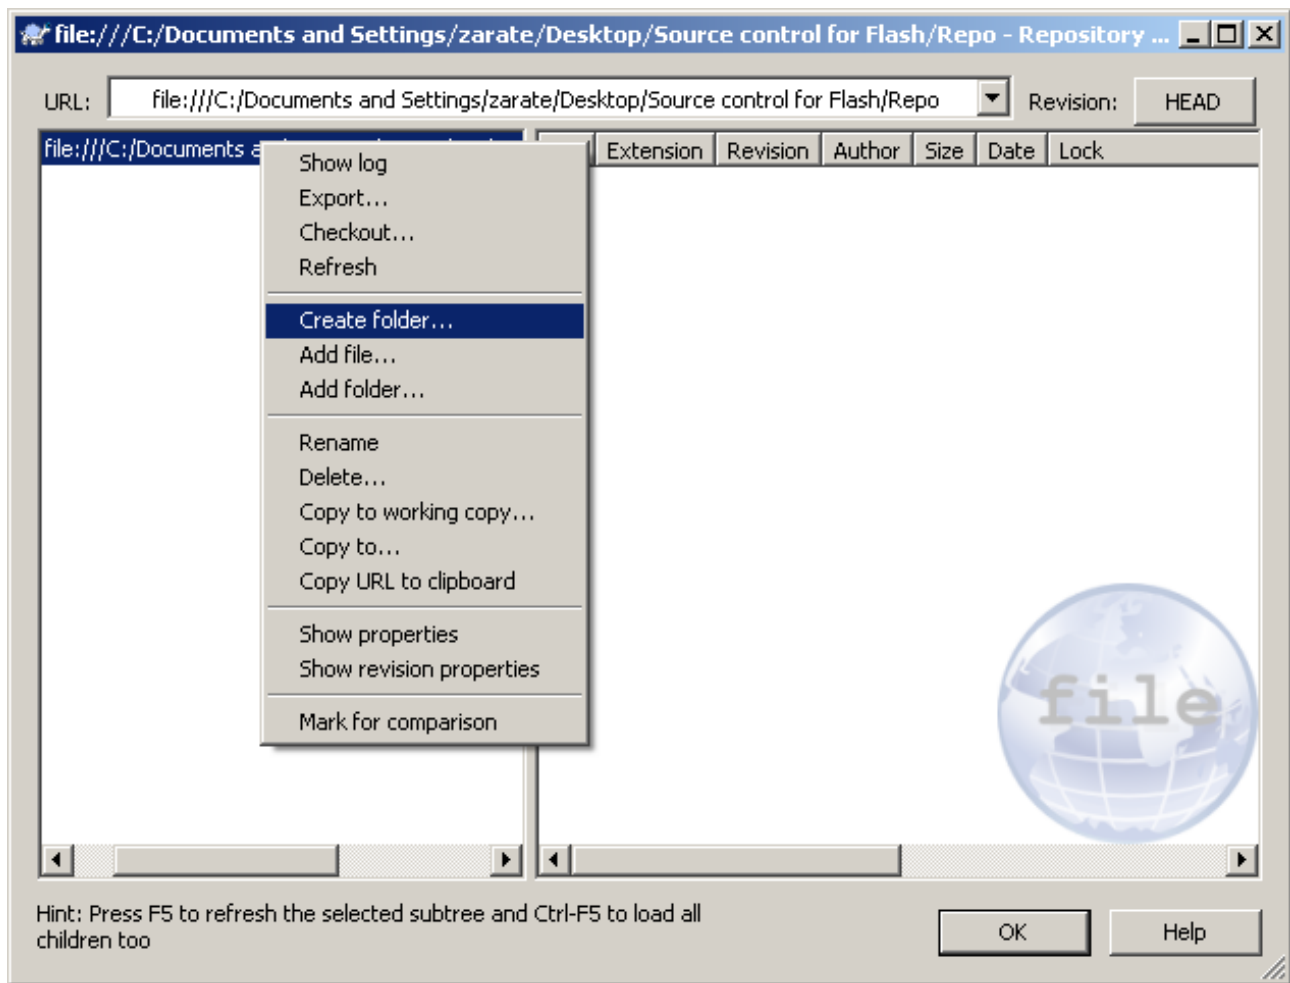 file:///C:/Documents and Settings/zarate/Desktop/Source control for Flash/Repo - Repository ...
URL: file:///C:/Documents and Settings/zarate/Desktop/Source control for Flash/Repo Revision: HEAD
file:///C:/Documents
Extension Revision Author Size Date Lock
Show log
Export...
Checkout...
Refresh
Create folder...
Add file...
Add folder...
Rename
Delete...
Copy to working copy...
Copy to...
Copy URL to clipboard
Show properties
Show revision properties
Mark for comparison
file
Hint: Press F5 to refresh the selected subtree and Ctrl-F5 to load all
children too
OK Help